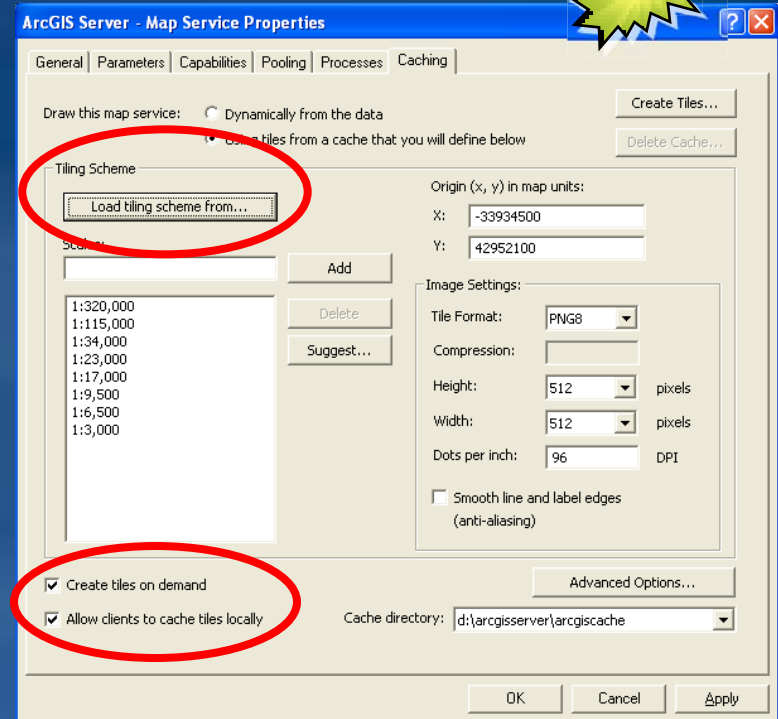 ArcGIS Server - Map Service Properties
General Parameters Capabilities Pooling Processes Caching
Draw this map service: Dynamically from the data
Create Tiles...
Using tiles from a cache that you will define below
Delete Cache...
Tiling Scheme
Load tiling scheme from...
Origin (x, y) in map units:
X: -33934500
Y: 42952100
Scales:
Add
Delete
Suggest...
1:320,000
1:115,000
1:34,000
1:23,000
1:17,000
1:9,500
1:6,500
1:3,000
Image Settings:
Tile Format: PNG8
Compression:
Height: 512 pixels
Width: 512 pixels
Dots per inch: 96 DPI
Smooth line and label edges
(anti-aliasing)
Create tiles on demand
Advanced Options...
Allow clients to cache tiles locally
Cache directory: d:\arcgisserver\arcgiscache
OK Cancel Apply